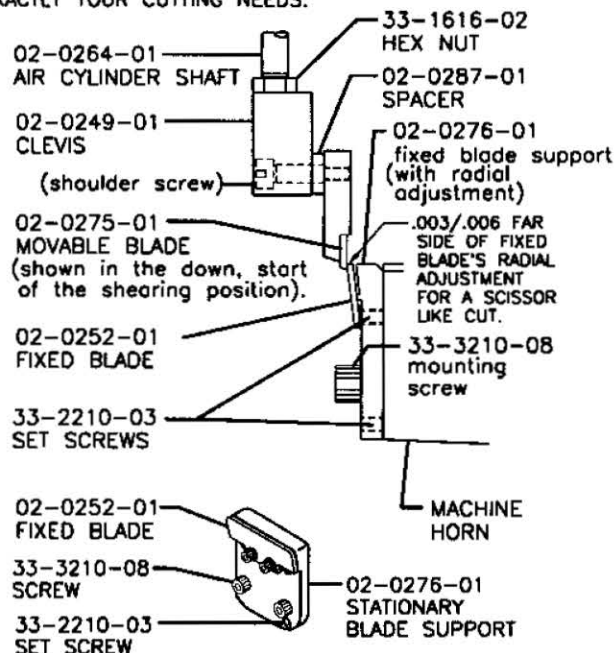 EXACTLY YOUR CUTTING NEEDS.
33-1616-02
HEX NUT
02-0264-01
AIR CYLINDER SHAFT
02-0287-01
SPACER
02-0249-01
CLEVIS
02-0276-01
fixed blade support
(with radial
adjustment)
(shoulder screw)
02-0275-01
MOVABLE BLADE
(shown in the down, start
of the shearing position).
.003/.006 FAR
SIDE OF FIXED
BLADE'S RADIAL
ADJUSTMENT
FOR A SCISSOR
LIKE CUT.
02-0252-01
FIXED BLADE
33-3210-08
mounting
screw
33-2210-03
SET SCREWS
MACHINE
HORN
02-0252-01
FIXED BLADE
33-3210-08
SCREW
02-0276-01
STATIONARY
BLADE SUPPORT
33-2210-03
SET SCREW